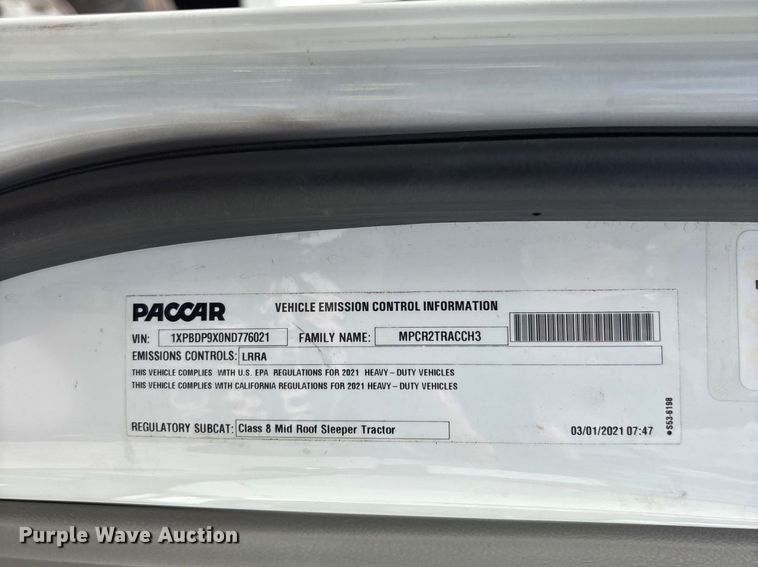 PACCAR VEHICLE EMISSION CONTROL INFORMATION
VIN: 1XPBDP9X0ND776021 FAMILY NAME: MPCR2TRACCH3
EMISSIONS CONTROLS: LRRA
THIS VEHICLE COMPLIES WITH U.S. EPA REGULATIONS FOR 2021 HEAVY-DUTY VEHICLES
THIS VEHICLE COMPLIES WITH CALIFORNIA REGULATIONS FOR 2021 HEAVY-DUTY VEHICLES
REGULATORY SUBCAT: Class 8 Mid Roof Sleeper Tractor 03/01/2021 07:47
S53-6198
Purple Wave Auction